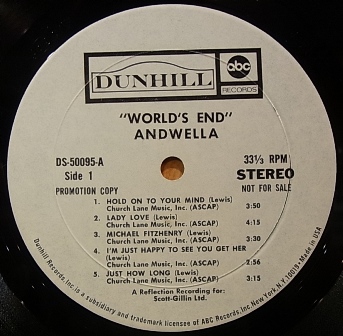 DUNHILL
abc
RECORDS
"WORLD'S END"
ANDWELLA
DS-50095-A
Side 1
PROMOTION COPY
33⅓ RPM
STEREO
NOT FOR SALE
1. HOLD ON TO YOUR MIND (Lewis)
Church Lane Music, Inc. (ASCAP) 3:50
2. LADY LOVE (Lewis)
Church Lane Music, Inc. (ASCAP) 4:15
3. MICHAEL FITZHENRY (Lewis)
Church Lane Music, Inc. (ASCAP) 3:30
4. I'M JUST HAPPY TO SEE YOU GET HER
(Lewis)
Church Lane Music, Inc. (ASCAP) 2:56
5. JUST HOW LONG (Lewis)
Church Lane Music, Inc. (ASCAP) 3:15
A Reflection Recording for:
Scott-Gillin Ltd.
Dunhill Records, Inc. is a subsidiary and trademark licensee of ABC Records, Inc., New York, N.Y. 10019 • Made in USA